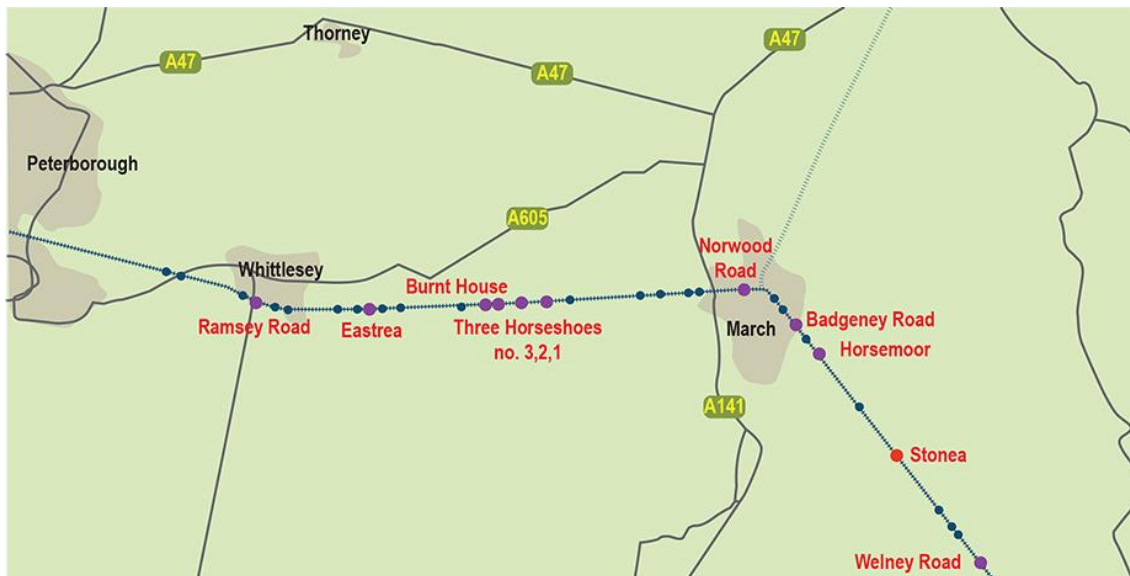 Thorney
A47
A47
A47
Peterborough
A605
Norwood
Road
Whittlesey
Burnt House
Ramsey Road
Eastrea
Three Horseshoes
no. 3,2,1
March
Badgeney Road
Horsemoor
A141
Stonea
Welney Road